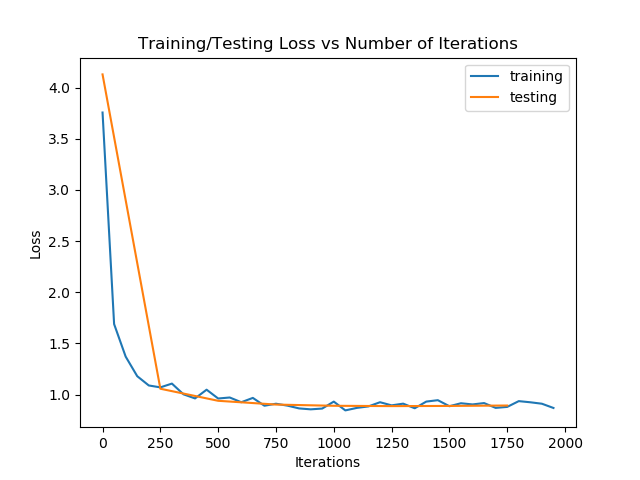 Training/Testing Loss vs Number of Iterations
training
testing
4.0
3.5
3.0
2.5
2.0
1.5
1.0
Loss
0 250 500 750 1000 1250 1500 1750 2000
Iterations